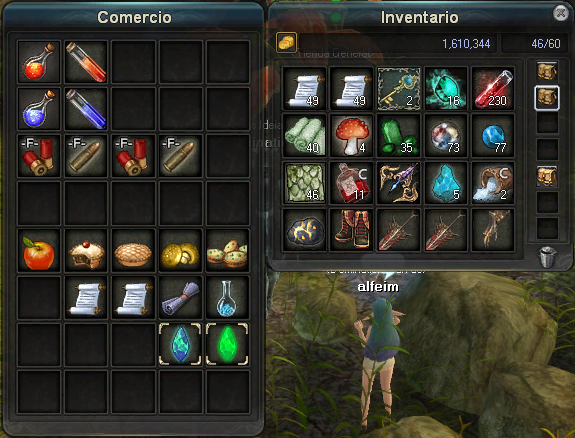 Comercio
Inventario
1,610,344
46/60
49
49
2
16
230
40
4
35
73
77
46
C
11
5
C
2
-F-
-F-
-F-
-F-
alfeim